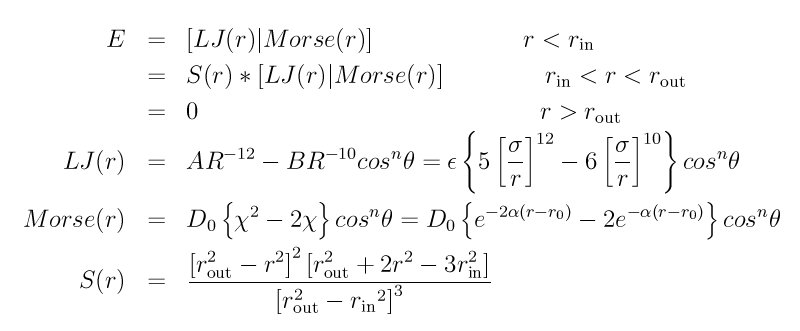 E = [LJ(r)|Morse(r)] r < r_in
= S(r) * [LJ(r)|Morse(r)] r_in < r < r_out
= 0 r > r_out
LJ(r) = AR^{-12} − BR^{-10}cos^nθ = ϵ{5[σ/r]^{12} − 6[σ/r]^{10}}cos^nθ
Morse(r) = D_0{χ^2 − 2χ}cos^nθ = D_0{e^{−2α(r−r_0)} − 2e^{−α(r−r_0)}}cos^nθ
S(r) = [r_out^2 − r^2]^2 [r_out^2 + 2r^2 − 3r_in^2] / [r_out^2 − r_in^2]^3